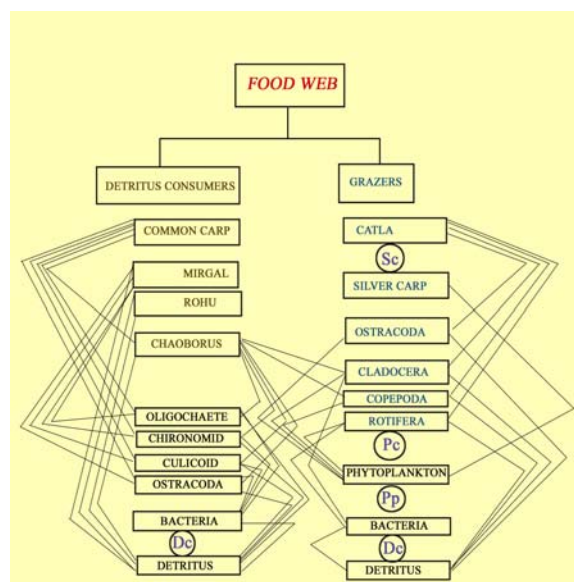 FOOD WEB
DETRITUS CONSUMERS
COMMON CARP
MIRGAL
ROHU
CHAOBORUS
OLIGOCHAETE
CHIRONOMID
CULICOID
OSTRACODA
BACTERIA
Dc
DETRITUS
GRAZERS
CATLA
Sc
SILVER CARP
OSTRACODA
CLADOCERA
COPEPODA
ROTIFERA
Pc
PHYTOPLANKTON
Pp
BACTERIA
Dc
DETRITUS